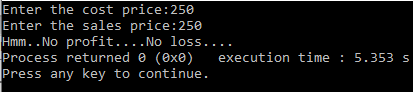 Enter the cost price:250
Enter the sales price:250
Hmm..No profit....No loss....
Process returned 0 (0x0)   execution time : 5.353 s
Press any key to continue.